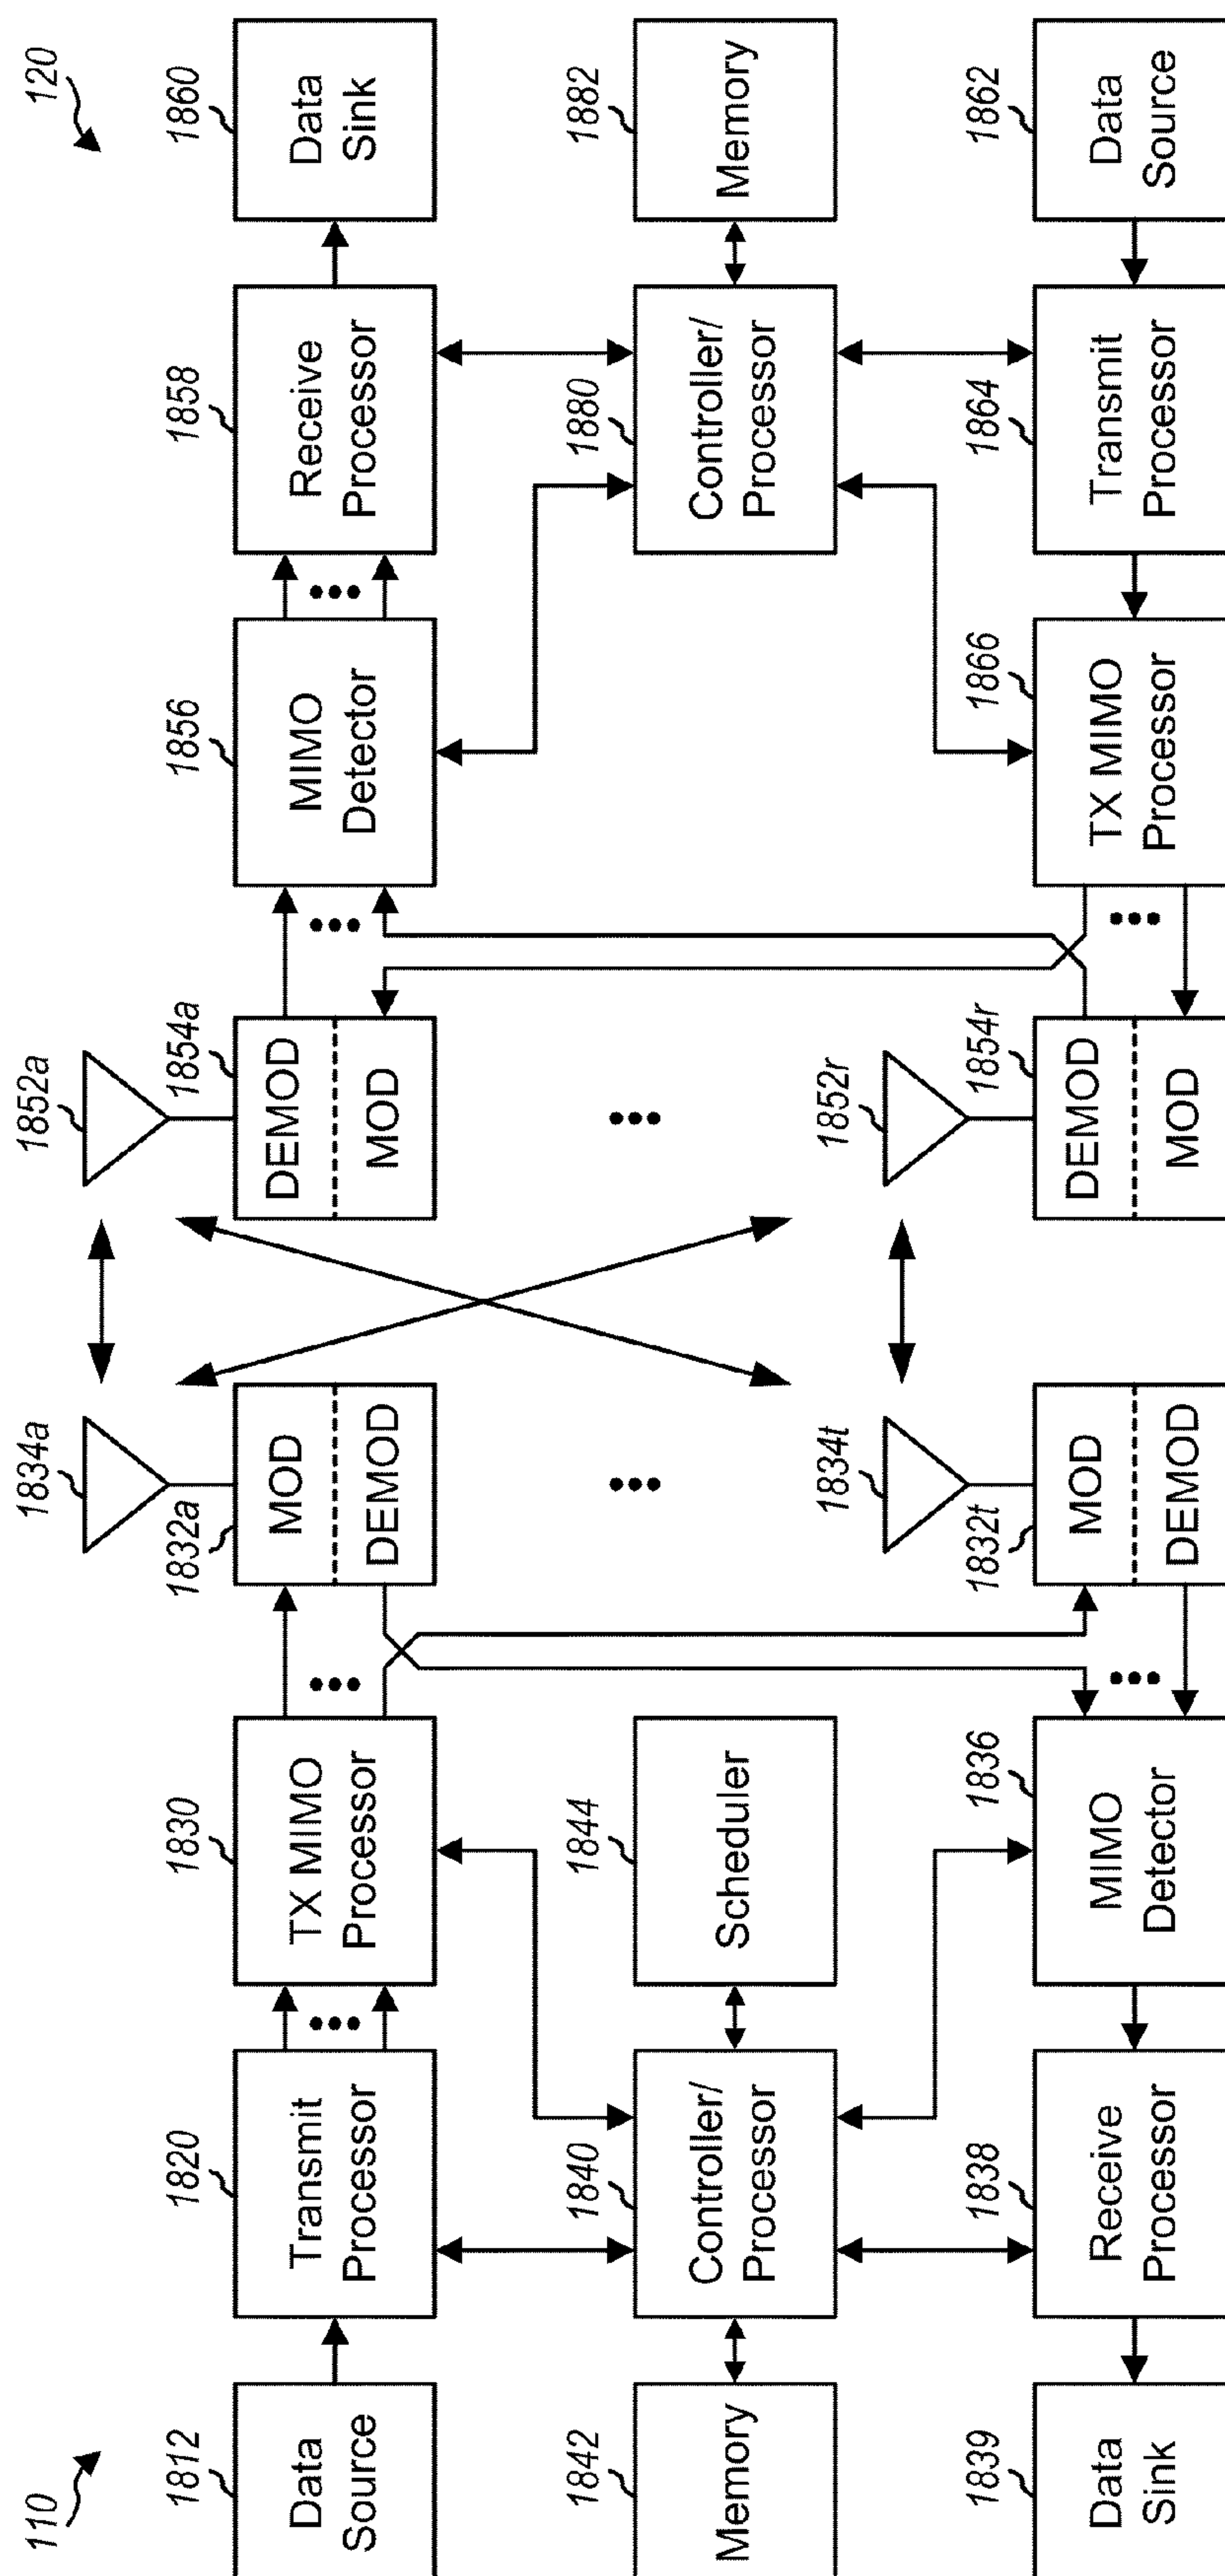 110
1812
Data
Source
1820
Transmit
Processor
1830
TX MIMO
Processor
1832a
MOD
DEMOD
1834a
1842
Memory
1840
Controller/
Processor
1844
Scheduler
1839
Data
Sink
1838
Receive
Processor
1836
MIMO
Detector
1832t
MOD
DEMOD
1834t
120
1852a
1854a
DEMOD
MOD
1856
MIMO
Detector
1858
Receive
Processor
1860
Data
Sink
1880
Controller/
Processor
1882
Memory
1852r
1854r
DEMOD
MOD
1866
TX MIMO
Processor
1864
Transmit
Processor
1862
Data
Source